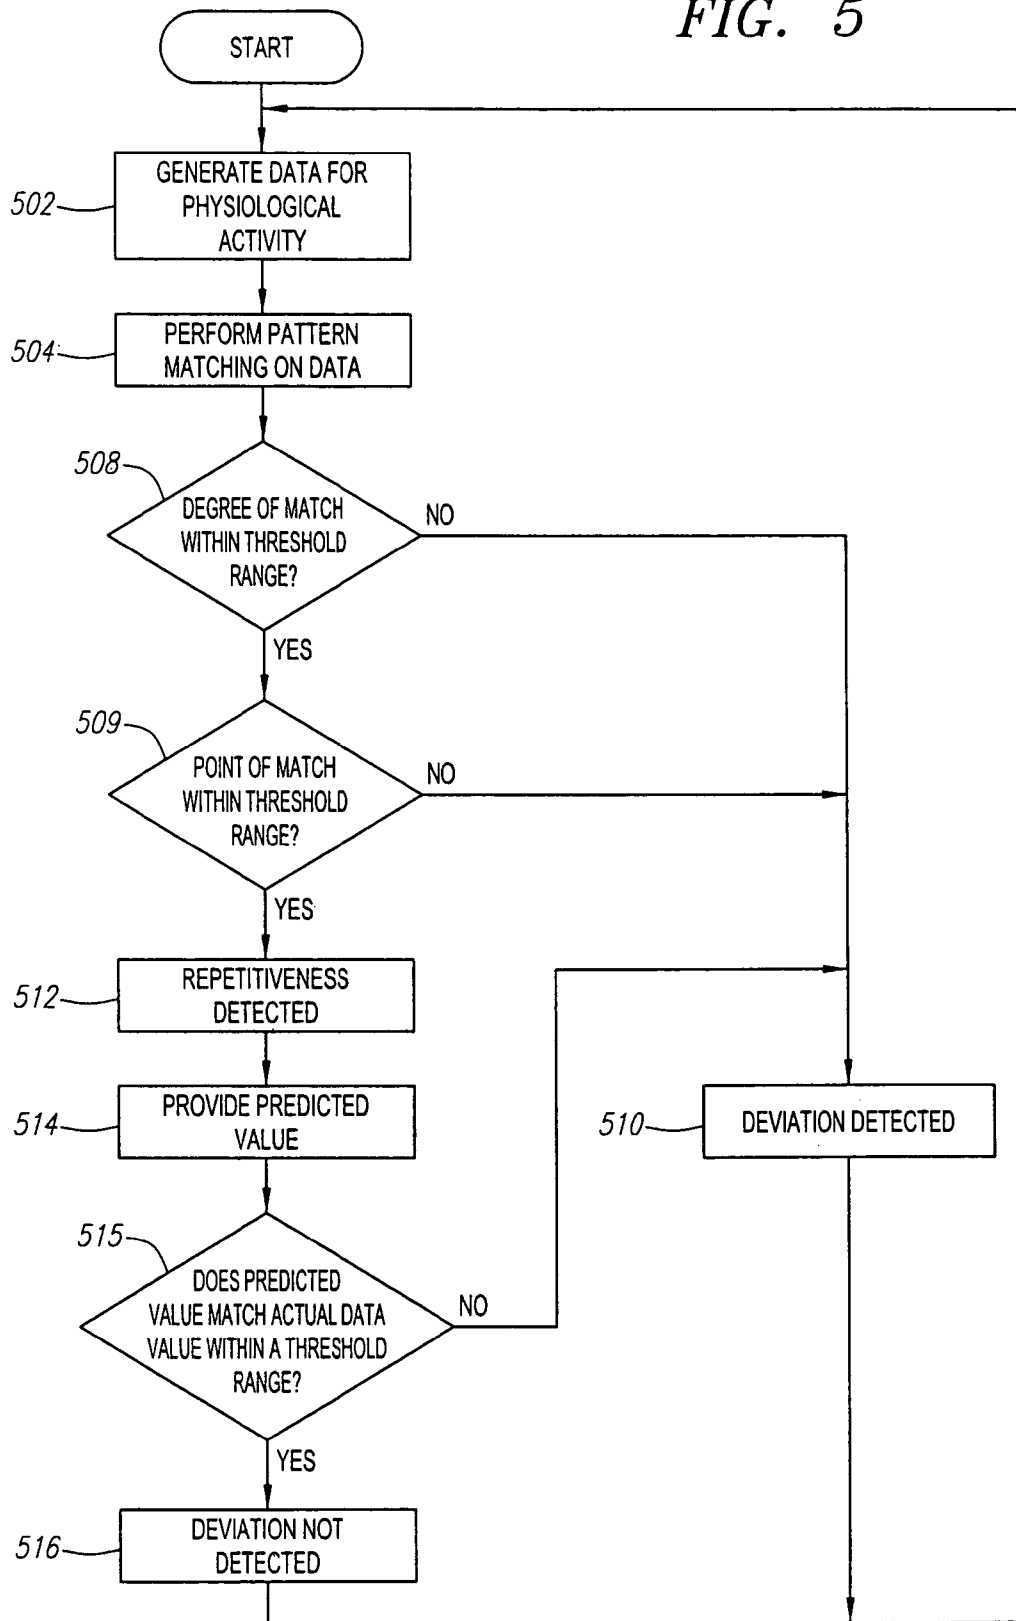 FIG. 5
START
502
GENERATE DATA FOR
PHYSIOLOGICAL
ACTIVITY
504
PERFORM PATTERN
MATCHING ON DATA
508
DEGREE OF MATCH
WITHIN THRESHOLD
RANGE?
NO
YES
509
POINT OF MATCH
WITHIN THRESHOLD
RANGE?
NO
YES
512
REPETITIVENESS
DETECTED
514
PROVIDE PREDICTED
VALUE
510
DEVIATION DETECTED
515
DOES PREDICTED
VALUE MATCH ACTUAL DATA
VALUE WITHIN A THRESHOLD
RANGE?
NO
YES
516
DEVIATION NOT
DETECTED